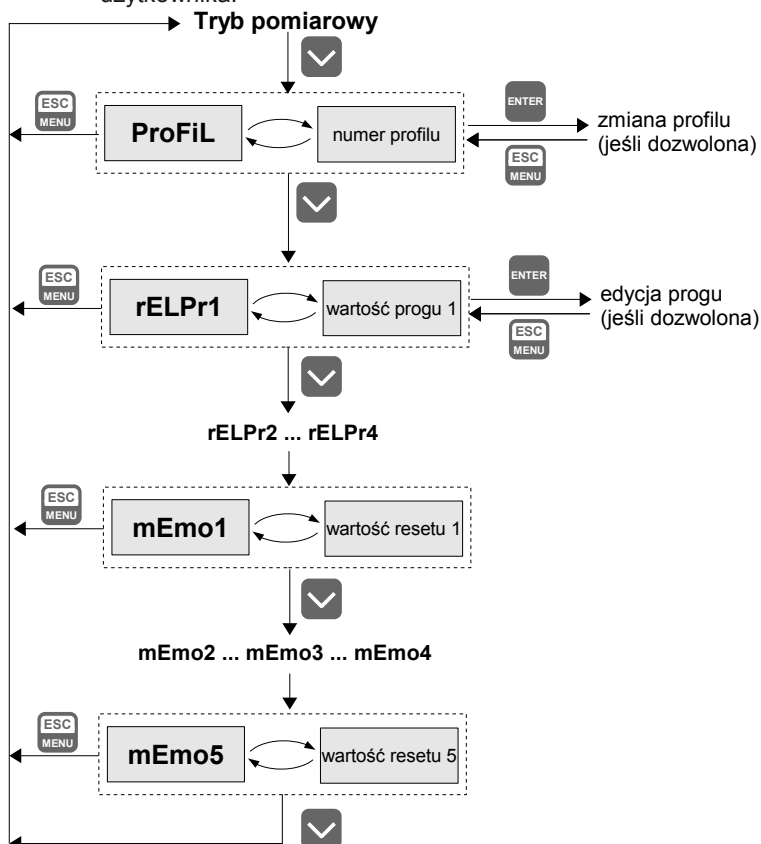 użytkownika.
Tryb pomiarowy
ESC
MENU
ProFiL
numer profilu
ENTER
ESC
MENU
zmiana profilu
(jeśli dozwolona)
ESC
MENU
rELPr1
wartość progu 1
ENTER
ESC
MENU
edycja progu
(jeśli dozwolona)
rELPr2 ... rELPr4
ESC
MENU
mEmo1
wartość resetu 1
mEmo2 ... mEmo3 ... mEmo4
ESC
MENU
mEmo5
wartość resetu 5